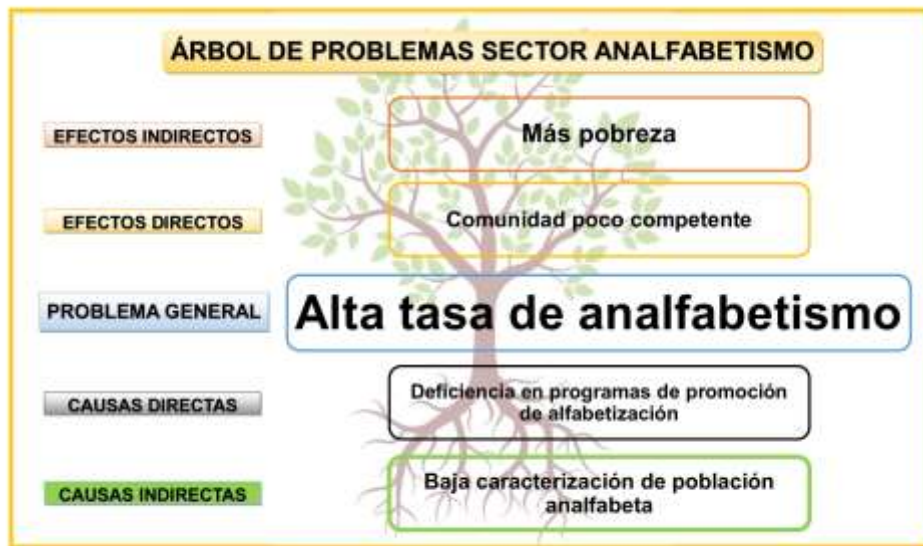 ÁRBOL DE PROBLEMAS SECTOR ANALFABETISMO
EFECTOS INDIRECTOS
Más pobreza
EFECTOS DIRECTOS
Comunidad poco competente
PROBLEMA GENERAL
Alta tasa de analfabetismo
CAUSAS DIRECTAS
Deficiencia en programas de promoción
de alfabetización
CAUSAS INDIRECTAS
Baja caracterización de población
analfabeta